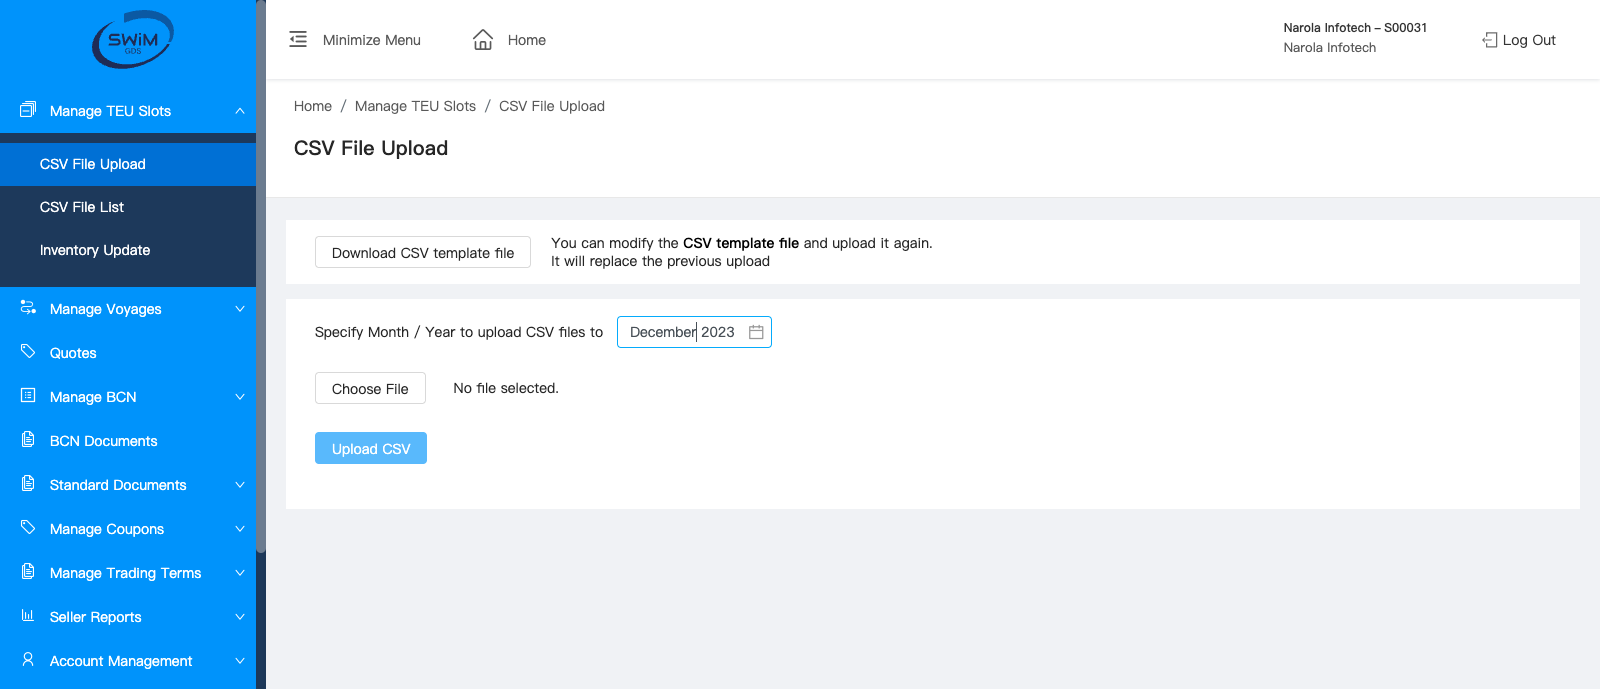 SWiM
GDS
Minimize Menu
Home
Narola Infotech – S00031
Narola Infotech
Log Out
Manage TEU Slots
CSV File Upload
CSV File List
Inventory Update
Manage Voyages
Quotes
Manage BCN
BCN Documents
Standard Documents
Manage Coupons
Manage Trading Terms
Seller Reports
Account Management
Home / Manage TEU Slots / CSV File Upload
CSV File Upload
Download CSV template file
You can modify the CSV template file and upload it again.
It will replace the previous upload
Specify Month / Year to upload CSV files to
December 2023
Choose File
No file selected.
Upload CSV